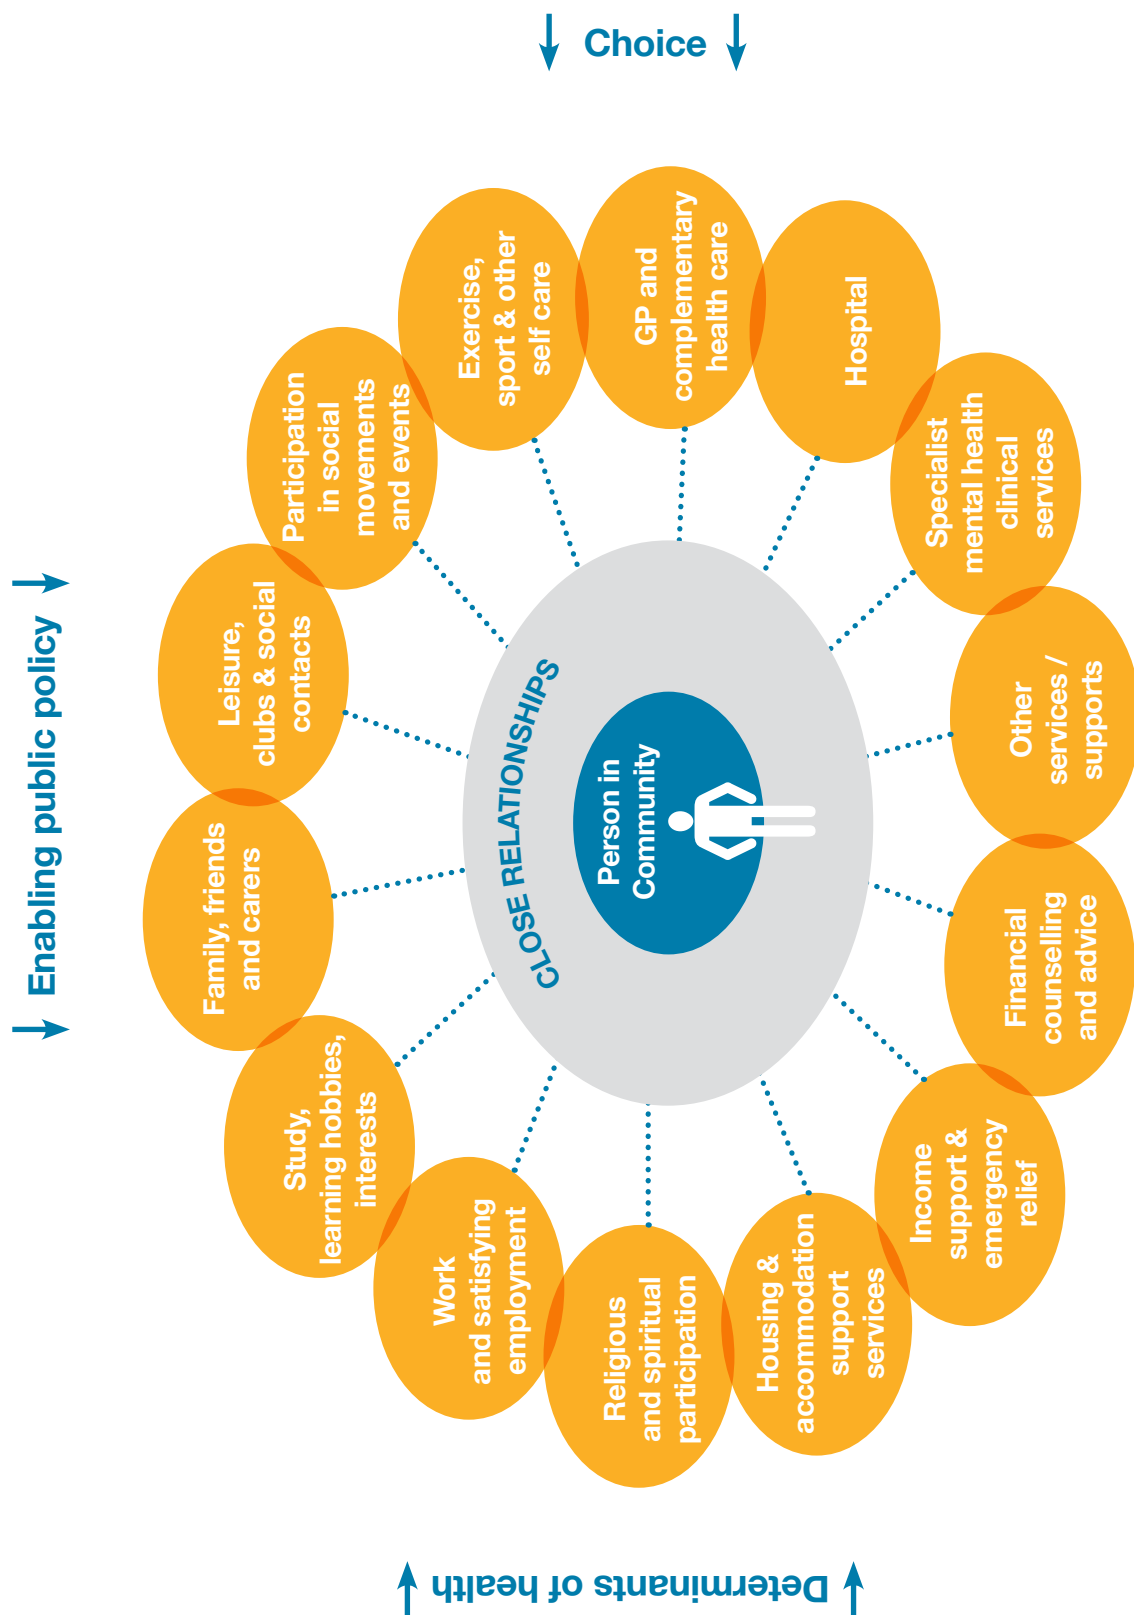 Enabling public policy
Choice
Determinants of health
Family, friends
and carers
Leisure,
clubs & social
contacts
Participation
in social
movements
and events
Exercise,
sport & other
self care
GP and
complementary
health care
Hospital
Specialist
mental health
clinical
services
Other
services /
supports
Financial
counselling
and advice
Income
support &
emergency
relief
Housing &
accommodation
support
services
Religious
and spiritual
participation
Work
and satisfying
employment
Study,
learning hobbies,
interests
CLOSE RELATIONSHIPS
Person in
Community